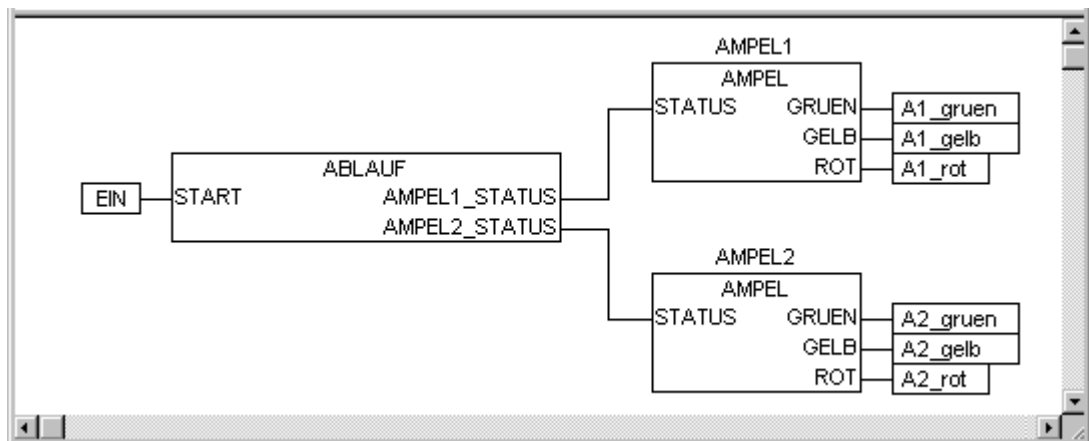 AMPEL1
AMPEL
STATUS GRUEN A1_gruen
GELB A1_gelb
ROT A1_rot
ABLAUF
EIN START AMPEL1_STATUS
AMPEL2_STATUS
AMPEL2
AMPEL
STATUS GRUEN A2_gruen
GELB A2_gelb
ROT A2_rot